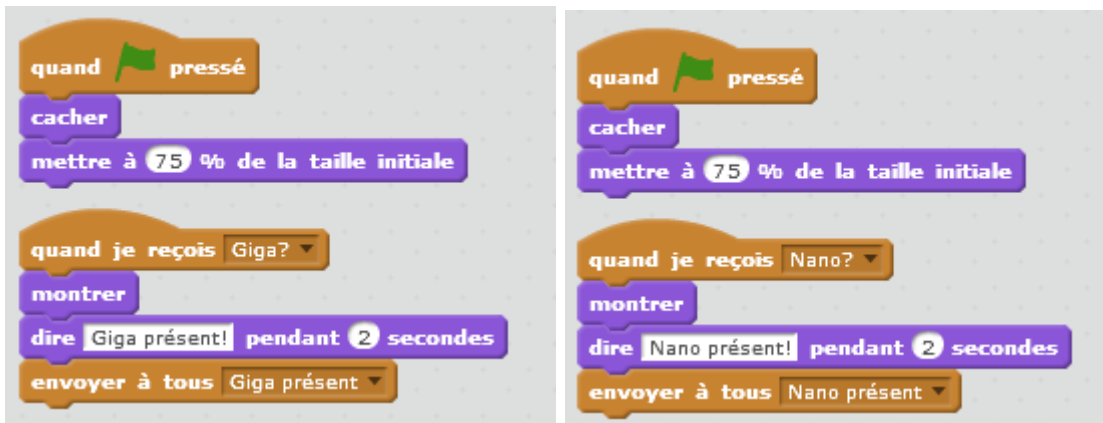 quand pressé
cacher
mettre à 75 % de la taille initiale
quand je reçois Giga?
montrer
dire Giga présent! pendant 2 secondes
envoyer à tous Giga présent
quand pressé
cacher
mettre à 75 % de la taille initiale
quand je reçois Nano?
montrer
dire Nano présent! pendant 2 secondes
envoyer à tous Nano présent